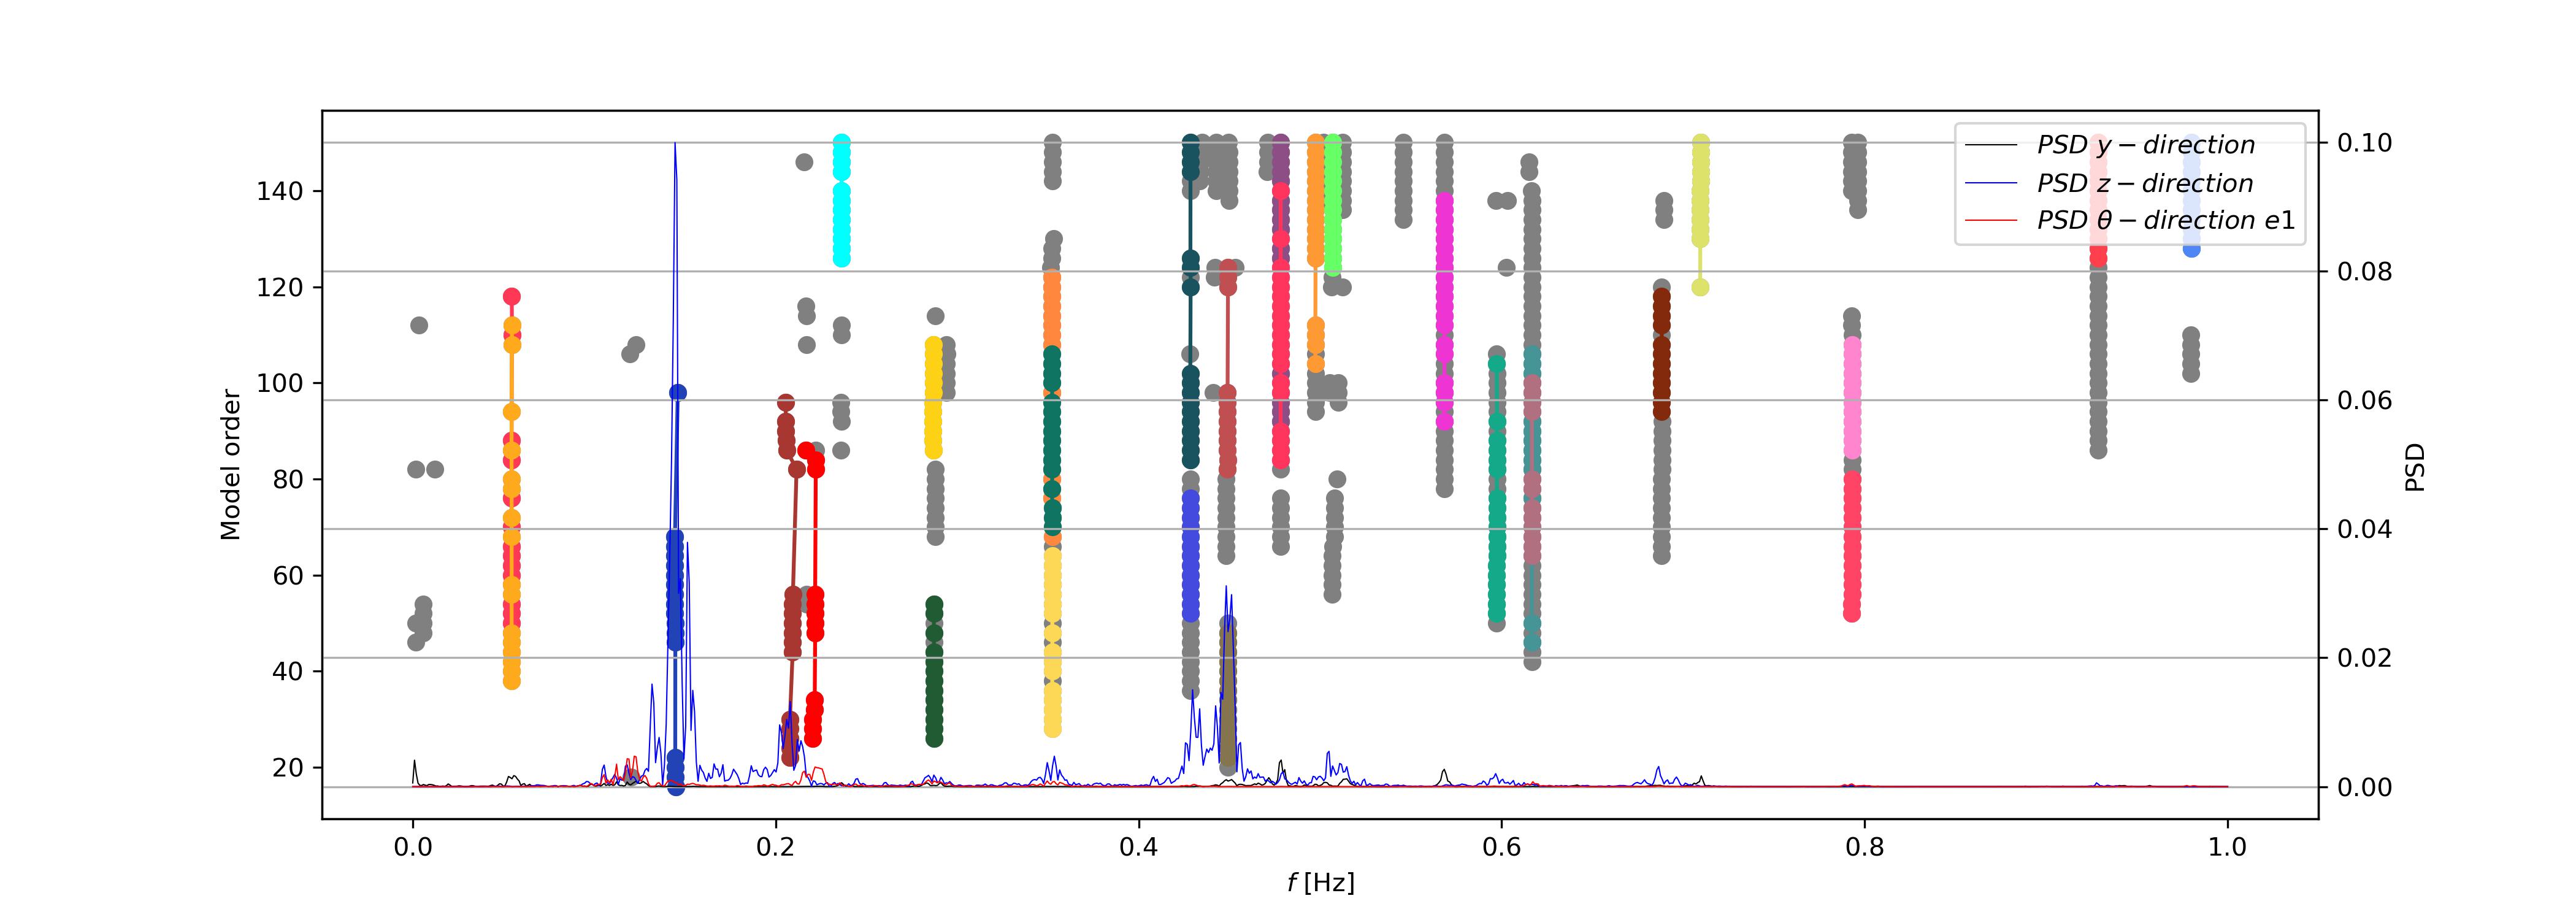 PSD y − direction
PSD z − direction
PSD θ − direction e1
Model order
140
120
100
80
60
40
20
0.10
0.08
0.06
0.04
0.02
0.00
PSD
0.0 0.2 0.4 0.6 0.8 1.0
f [Hz]